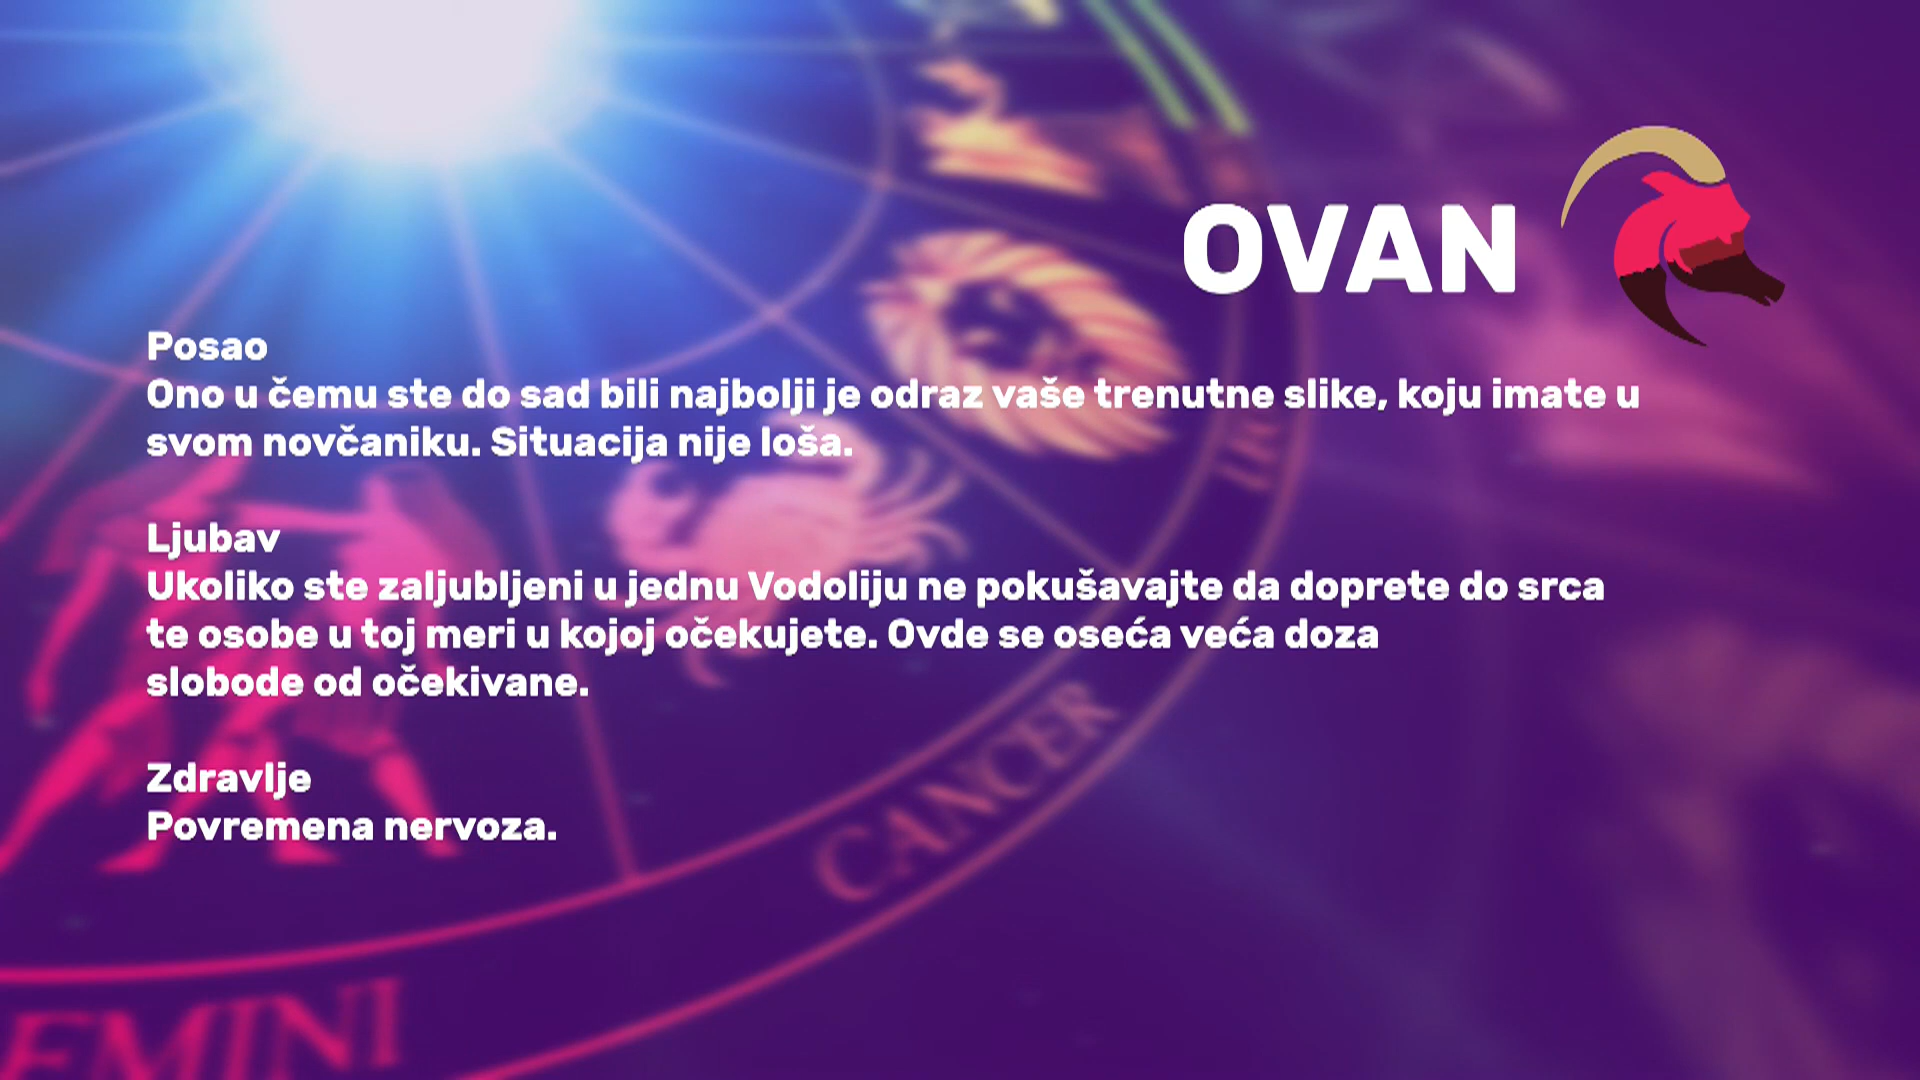 OVAN
Posao
Ono u čemu ste do sad bili najbolji je odraz vaše trenutne slike, koju imate u
svom novčaniku. Situacija nije loša.
Ljubav
Ukoliko ste zaljubljeni u jednu Vodoliju ne pokušavajte da doprete do srca
te osobe u toj meri u kojoj očekujete. Ovde se oseća veća doza
slobode od očekivane.
Zdravlje
Povremena nervoza.
CANCER
EMINI